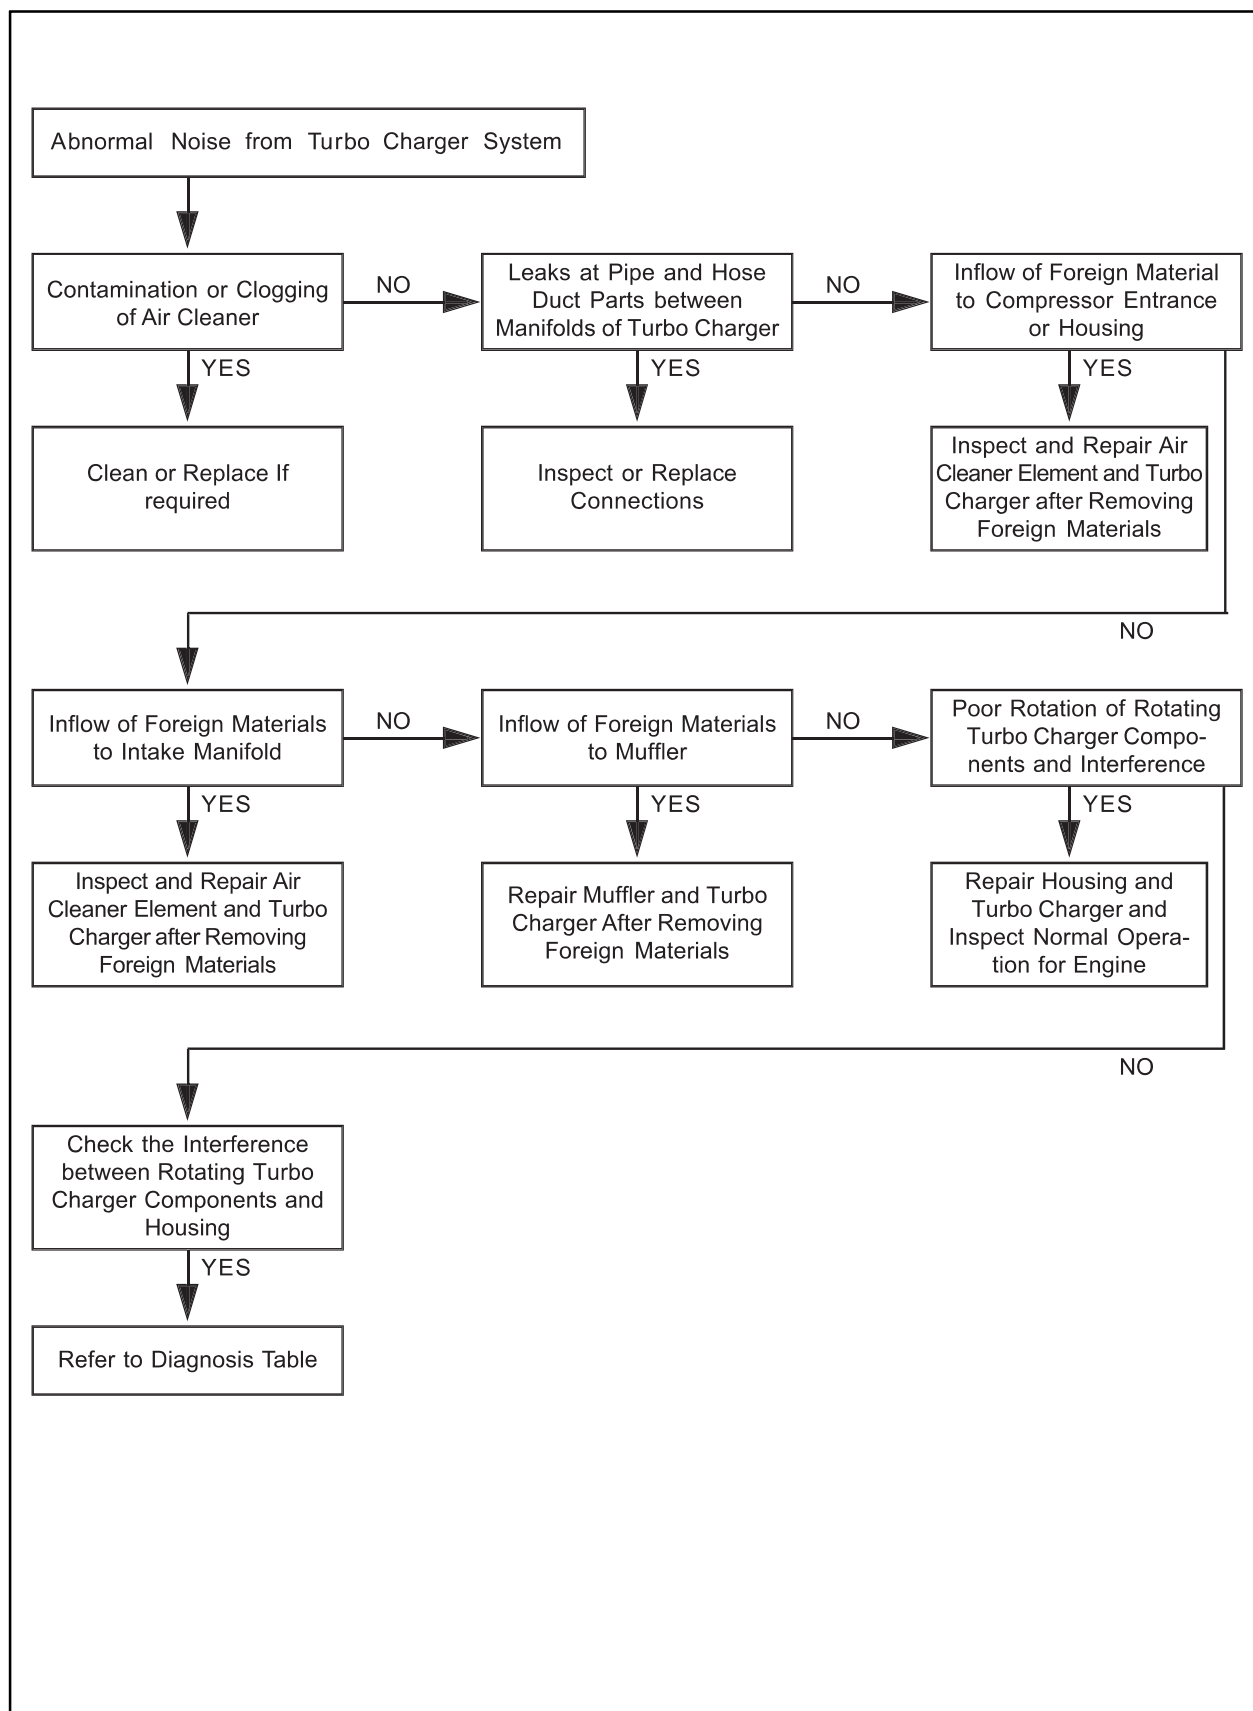 Abnormal Noise from Turbo Charger System
Contamination or Clogging
of Air Cleaner
NO
Leaks at Pipe and Hose
Duct Parts between
Manifolds of Turbo Charger
NO
Inflow of Foreign Material
to Compressor Entrance
or Housing
YES
YES
YES
Clean or Replace If
required
Inspect or Replace
Connections
Inspect and Repair Air
Cleaner Element and Turbo
Charger after Removing
Foreign Materials
NO
Inflow of Foreign Materials
to Intake Manifold
NO
Inflow of Foreign Materials
to Muffler
NO
Poor Rotation of Rotating
Turbo Charger Compo-
nents and Interference
YES
YES
YES
Inspect and Repair Air
Cleaner Element and Turbo
Charger after Removing
Foreign Materials
Repair Muffler and Turbo
Charger After Removing
Foreign Materials
Repair Housing and
Turbo Charger and
Inspect Normal Opera-
tion for Engine
NO
Check the Interference
between Rotating Turbo
Charger Components and
Housing
YES
Refer to Diagnosis Table